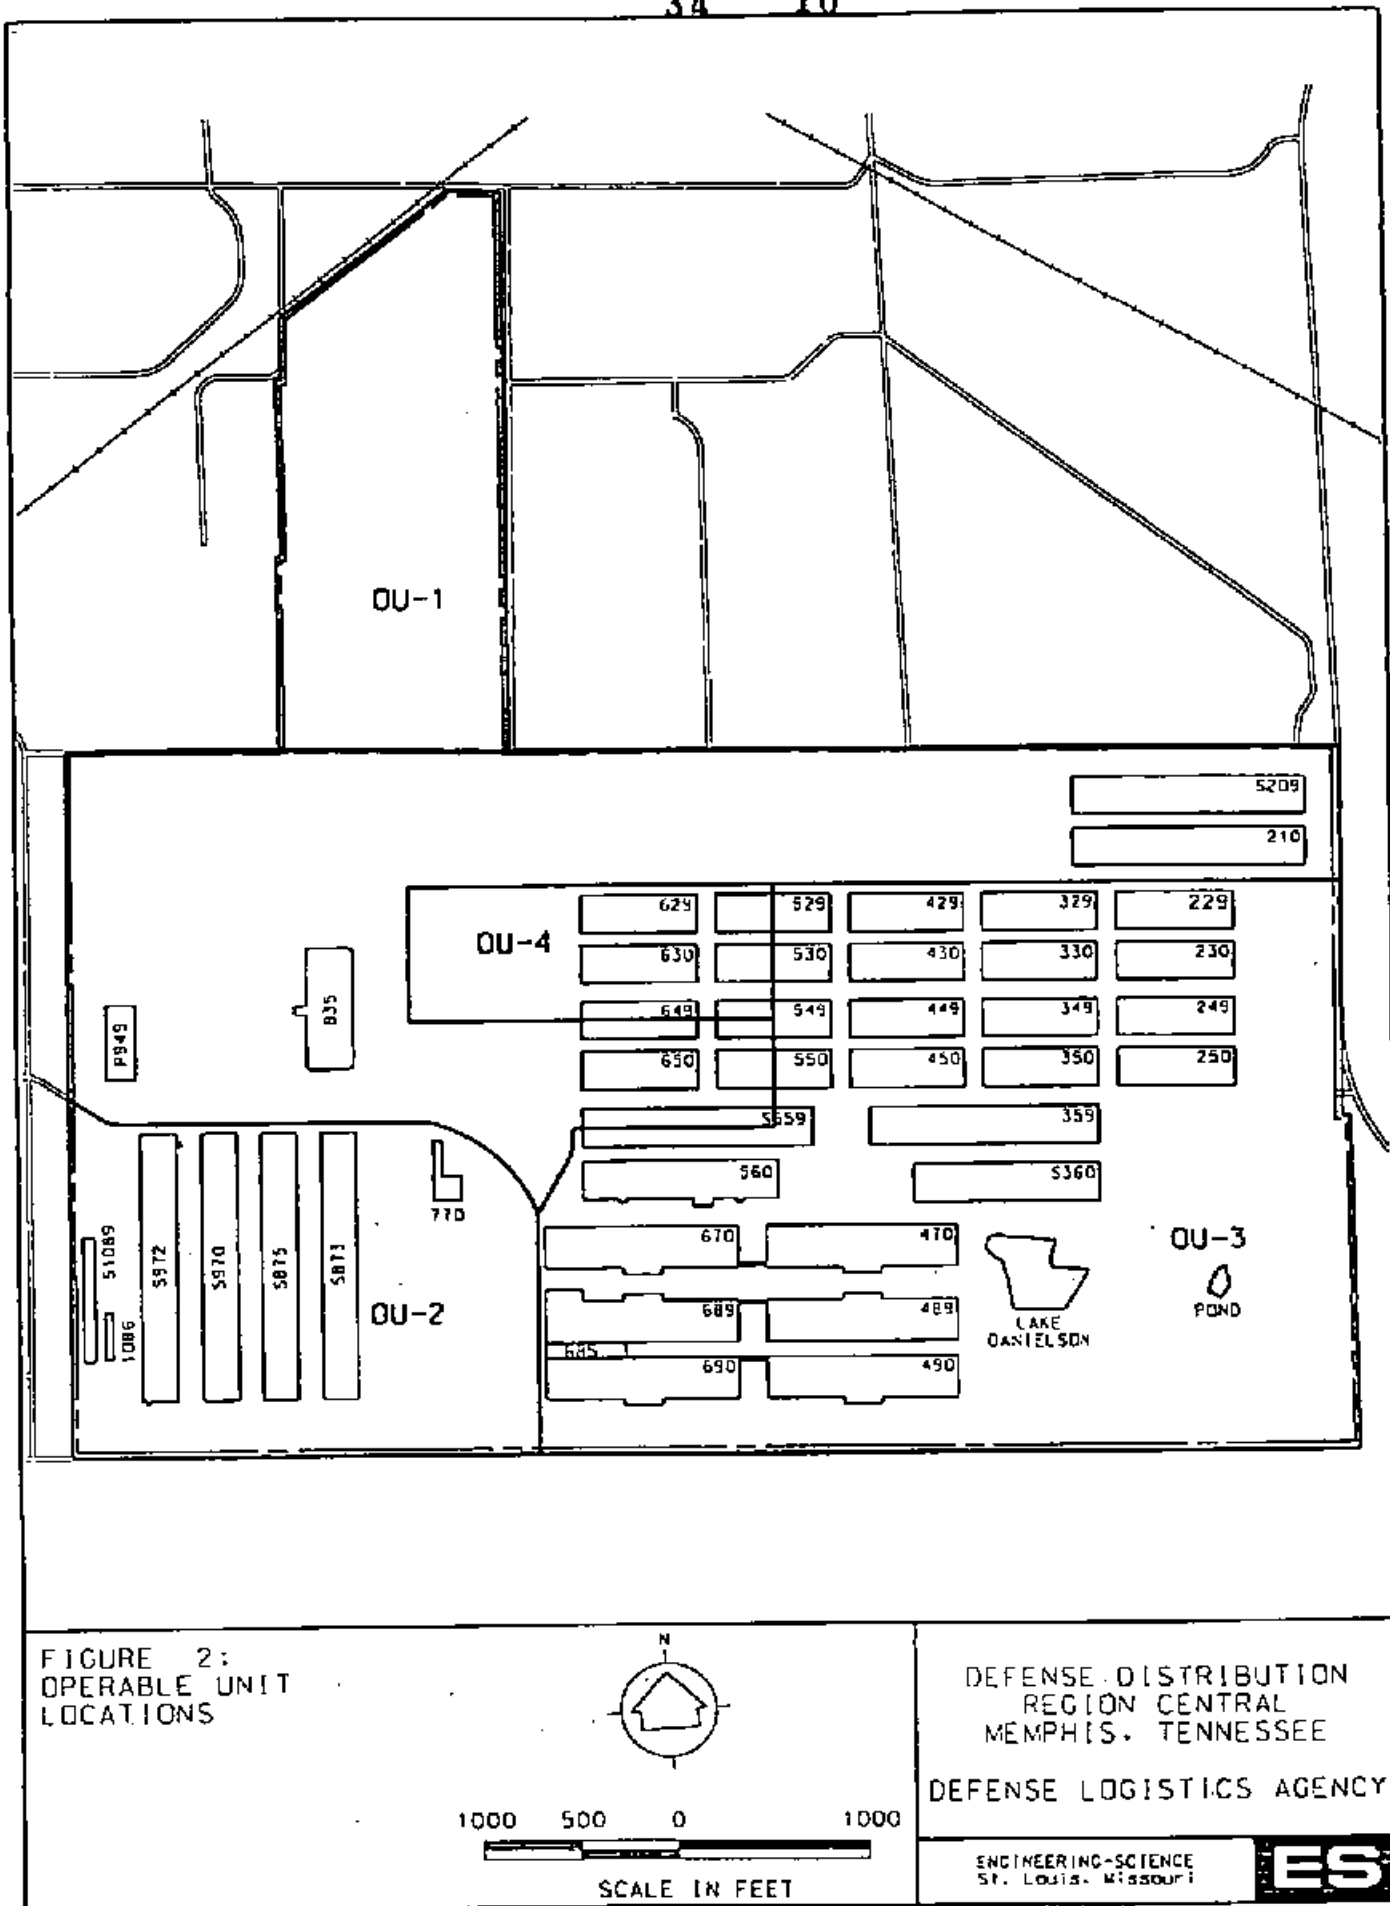 34 10
OU-1
S209
210
629
529
429
329
229
OU-4
630
530
430
330
230
835
P949
649
549
449
349
249
650
550
450
350
250
S659
359
560
S360
770
S1089
1086
S972
S970
S875
S873
OU-2
670
470
OU-3
POND
LAKE
DANIELSON
689
489
685
690
490
FIGURE 2:
OPERABLE UNIT
LOCATIONS
N
1000 500 0 1000
SCALE IN FEET
DEFENSE DISTRIBUTION
REGION CENTRAL
MEMPHIS, TENNESSEE
DEFENSE LOGISTICS AGENCY
ENGINEERING-SCIENCE
St. Louis, Missouri
ES